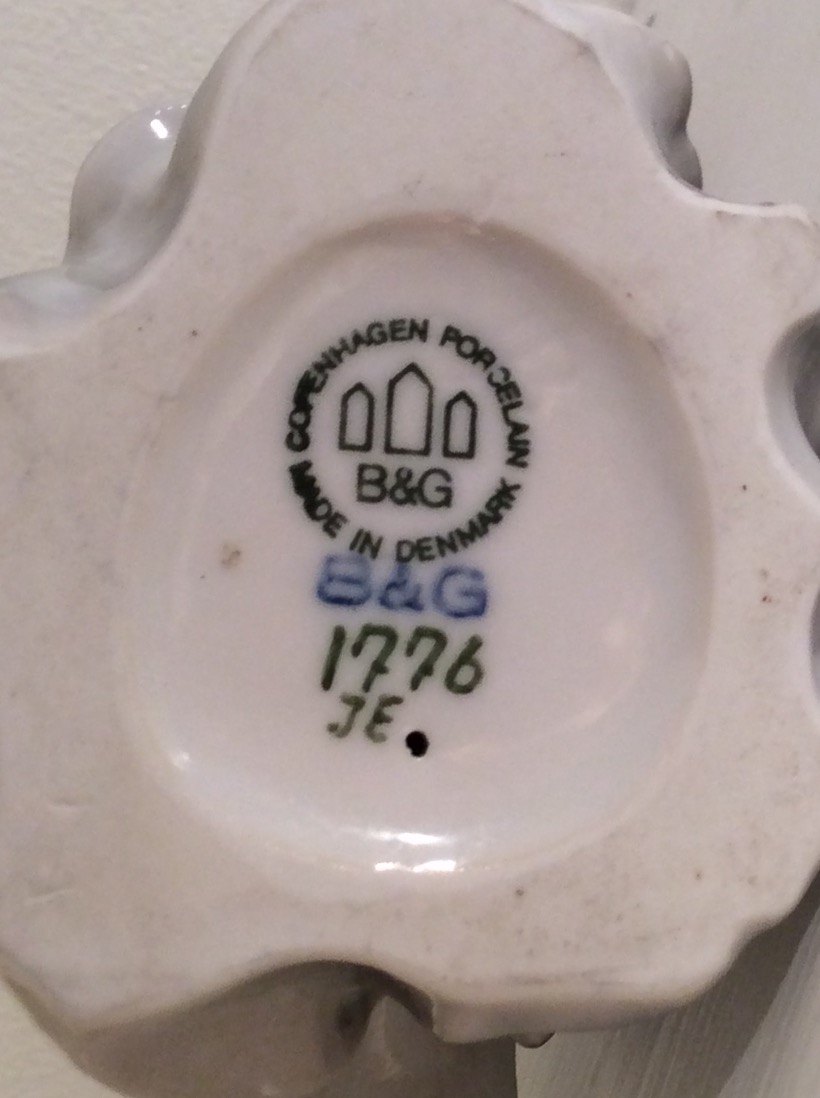 COPENHAGEN PORCELAIN
B&G
MADE IN DENMARK
B&G
1776
JE